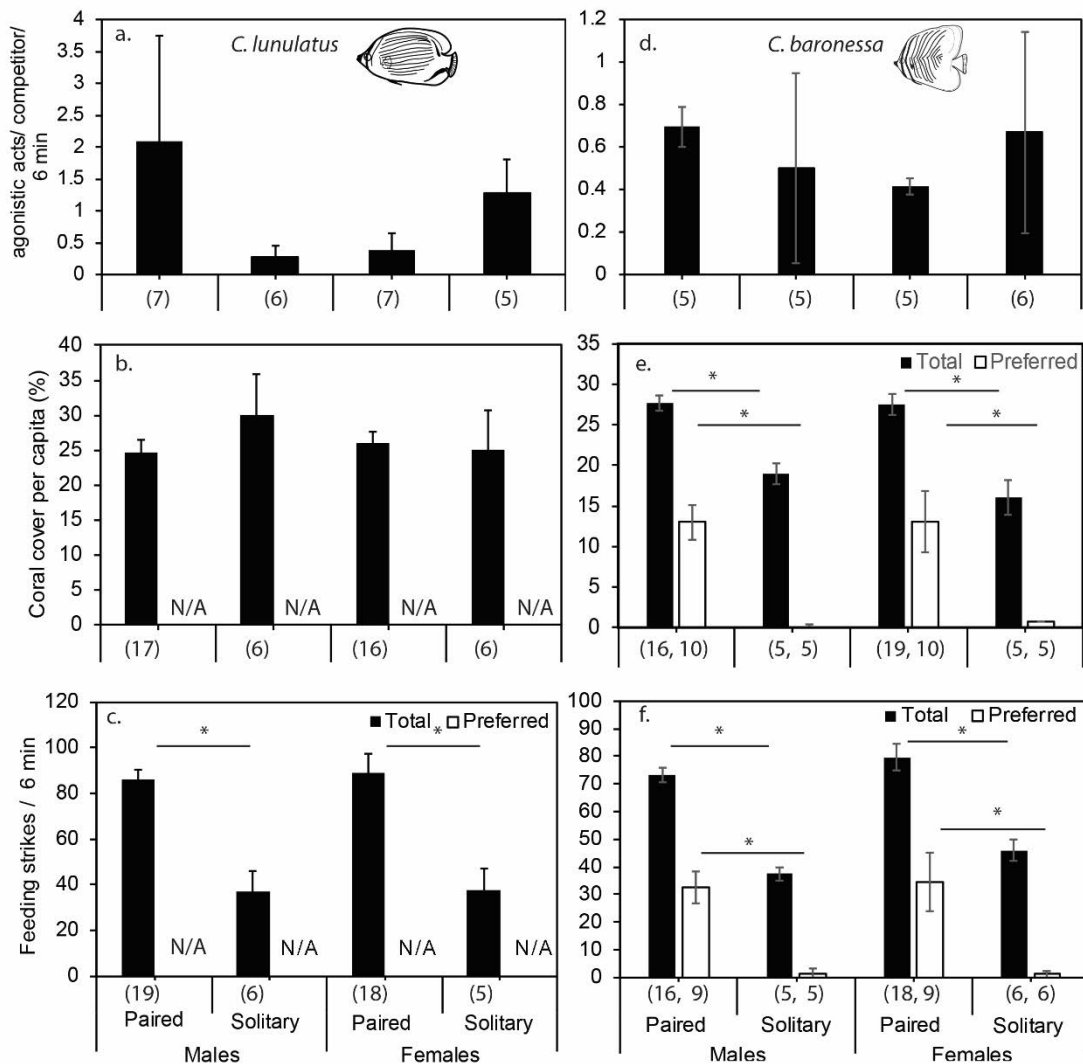 a.
C. lunulatus
agonistic acts/ competitor/
6 min
4
3.5
3
2.5
2
1.5
1
0.5
0
(7) (6) (7) (5)
d.
C. baronessa
1.2
1
0.8
0.6
0.4
0.2
0
(5) (5) (5) (6)
b.
Coral cover per capita (%)
40
35
30
25
20
15
10
5
0
N/A N/A N/A N/A
(17) (6) (16) (6)
e.
Total Preferred
35
30
25
20
15
10
5
0
* *
* *
(16, 10) (5, 5) (19, 10) (5, 5)
c.
Total Preferred
Feeding strikes / 6 min
120
100
80
60
40
20
0
* *
N/A N/A N/A N/A
(19) (6) (18) (5)
Paired Solitary Paired Solitary
Males Females
f.
Total Preferred
100
90
80
70
60
50
40
30
20
10
0
* *
* *
(16, 9) (5, 5) (18,9) (6, 6)
Paired Solitary Paired Solitary
Males Females